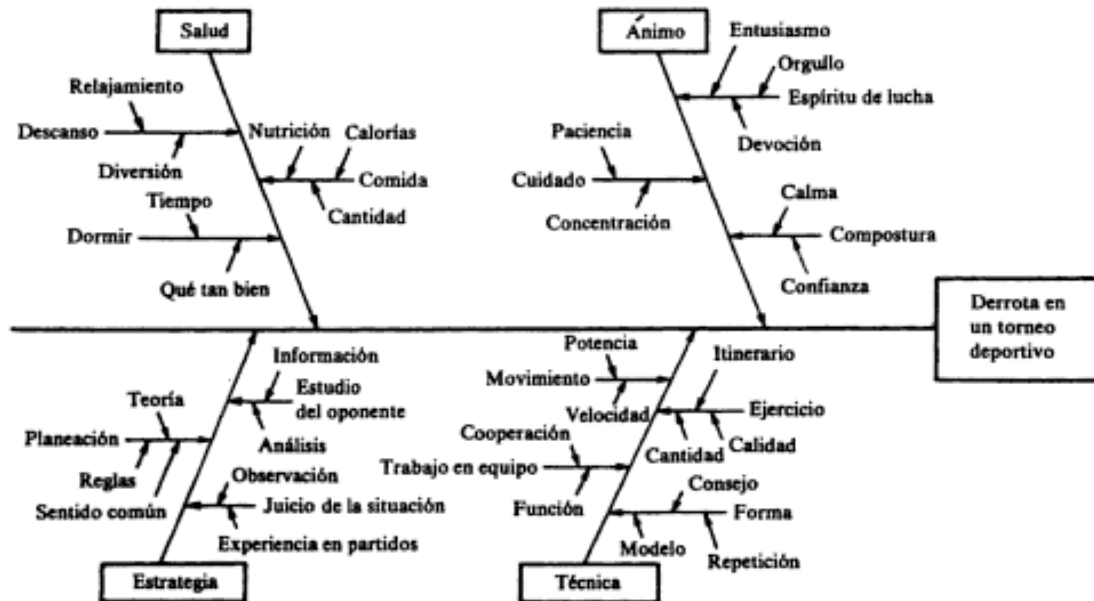 Salud
Ánimo
Entusiasmo
Orgullo
Espíritu de lucha
Devoción
Relajamiento
Descanso
Diversión
Nutrición
Calorías
Comida
Cantidad
Paciencia
Cuidado
Concentración
Tiempo
Dormir
Qué tan bien
Calma
Compostura
Confianza
Derrota en
un torneo
deportivo
Información
Estudio
del oponente
Análisis
Teoría
Planeación
Reglas
Sentido común
Observación
Juicio de la situación
Experiencia en partidos
Estrategia
Potencia
Movimiento
Velocidad
Itinerario
Ejercicio
Calidad
Cantidad
Cooperación
Trabajo en equipo
Función
Consejo
Forma
Modelo
Repetición
Técnica